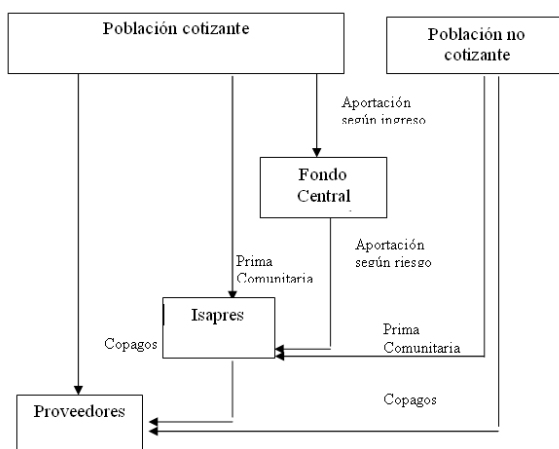 Población cotizante
Población no
cotizante
Aportación
según ingreso
Fondo
Central
Aportación
según riesgo
Prima
Comunitaria
Isapres
Copagos
Prima
Comunitaria
Copagos
Proveedores